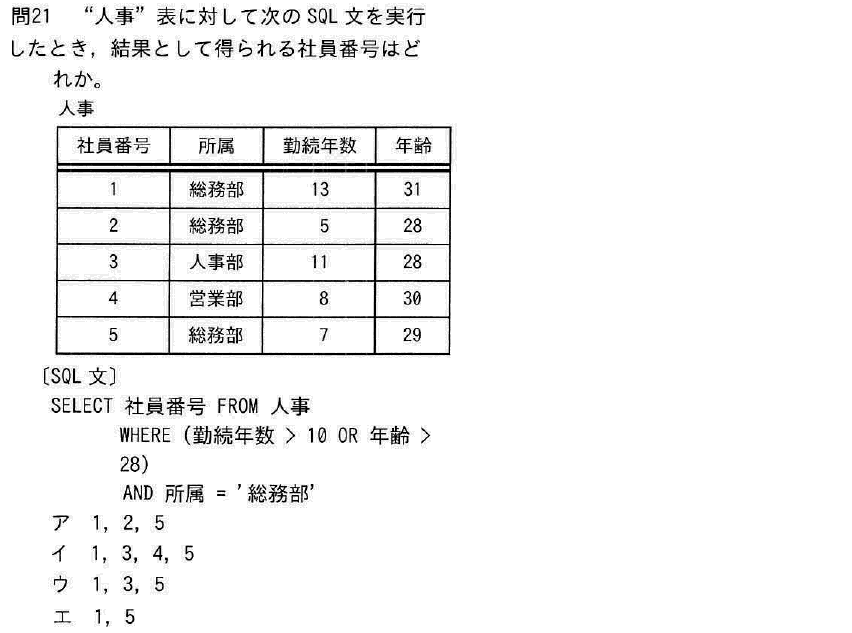 問21　“人事”表に対して次の SQL 文を実行
したとき，結果として得られる社員番号はど
れか。
人事
社員番号 所属 勤続年数 年齢
1 総務部 13 31
2 総務部 5 28
3 人事部 11 28
4 営業部 8 30
5 総務部 7 29
〔SQL 文〕
SELECT 社員番号 FROM 人事
WHERE (勤続年数 > 10 OR 年齢 >
28)
AND 所属 = '総務部'
ア 1, 2, 5
イ 1, 3, 4, 5
ウ 1, 3, 5
エ 1, 5